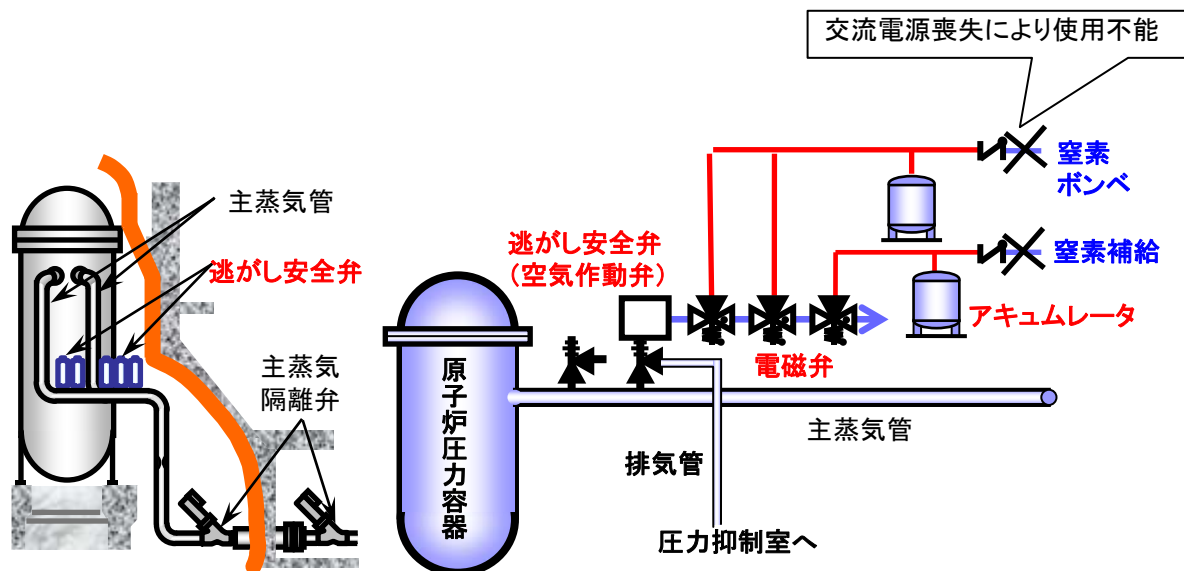 交流電源喪失により使用不能
主蒸気管
逃がし安全弁
主蒸気
隔離弁
逃がし安全弁
(空気作動弁)
窒素
ボンベ
窒素補給
アキュムレータ
電磁弁
原子炉圧力容器
主蒸気管
排気管
圧力抑制室へ